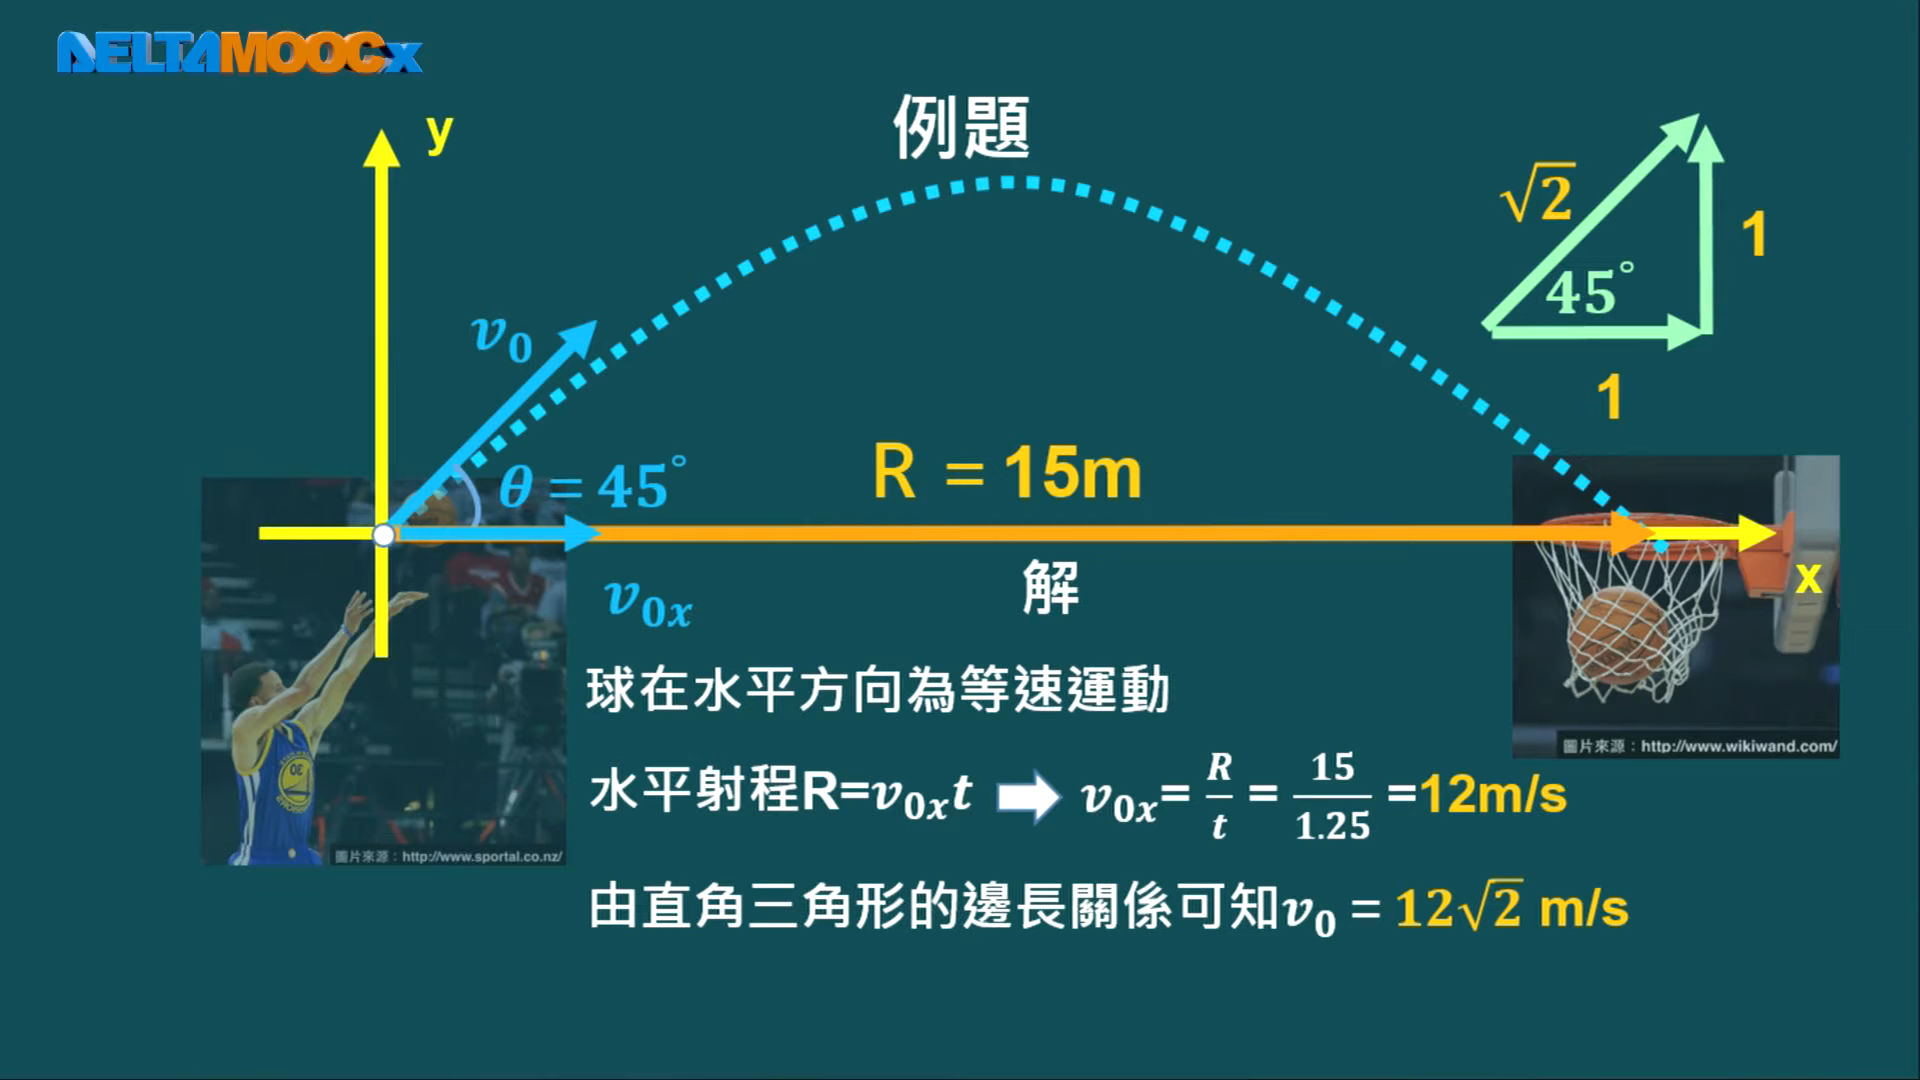 DELTAMOOCx
例題
y
√2
1
45°
1
v₀
θ = 45°
R = 15m
v₀ₓ
x
解
球在水平方向為等速運動
水平射程R=v₀ₓt ➡ v₀ₓ= R/t = 15/1.25 =12m/s
由直角三角形的邊長關係可知v₀ = 12√2 m/s
圖片來源：http://www.wikiwand.com/
圖片來源：http://www.sportal.co.nz/
30